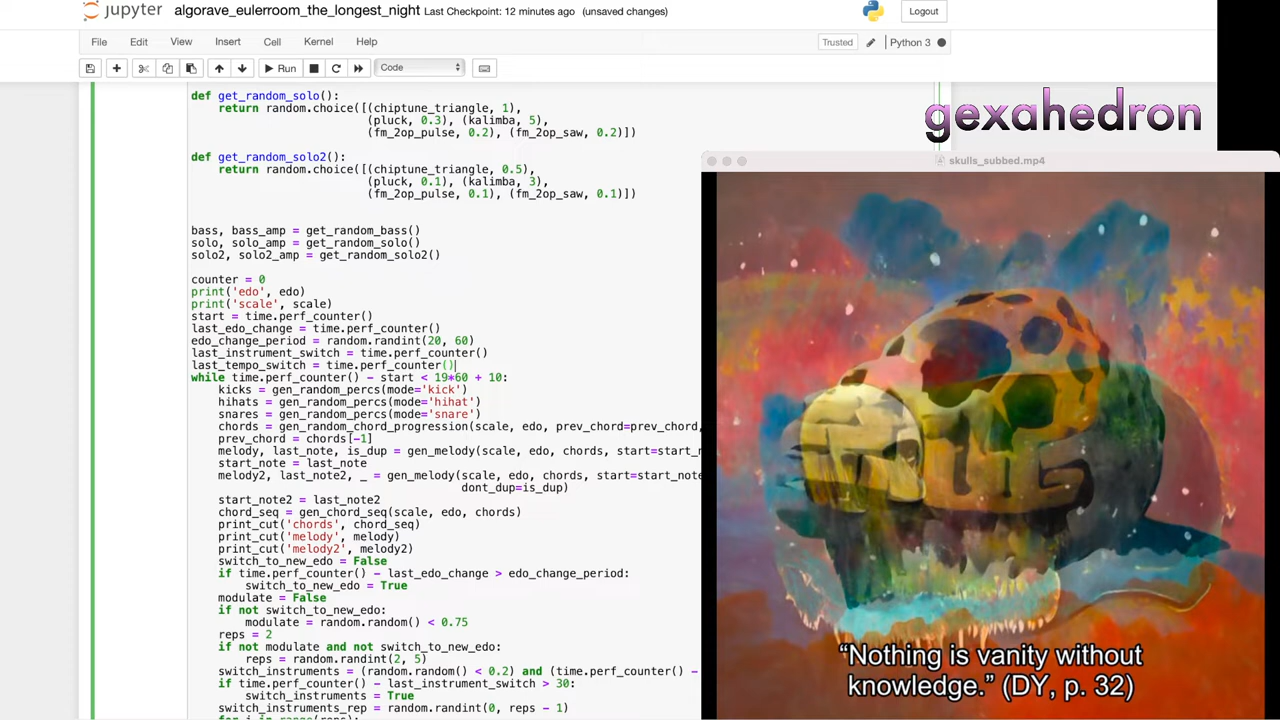 jupyter algorave_eulerroom_the_longest_night Last Checkpoint: 12 minutes ago (unsaved changes) Logout
File Edit View Insert Cell Kernel Help Trusted Python 3
Run Code
def get_random_solo():
    return random.choice([(chiptune_triangle, 1),
                          (pluck, 0.3), (kalimba, 5),
                          (fm_2op_pulse, 0.2), (fm_2op_saw, 0.2)])
def get_random_solo2():
    return random.choice([(chiptune_triangle, 0.5),
                          (pluck, 0.1), (kalimba, 3),
                          (fm_2op_pulse, 0.1), (fm_2op_saw, 0.1)])
bass, bass_amp = get_random_bass()
solo, solo_amp = get_random_solo()
solo2, solo2_amp = get_random_solo2()
counter = 0
print('edo', edo)
print('scale', scale)
start = time.perf_counter()
last_edo_change = time.perf_counter()
edo_change_period = random.randint(20, 60)
last_instrument_switch = time.perf_counter()
last_tempo_switch = time.perf_counter()
while time.perf_counter() - start < 19*60 + 10:
    kicks = gen_random_percs(mode='kick')
    hihats = gen_random_percs(mode='hihat')
    snares = gen_random_percs(mode='snare')
    chords = gen_random_chord_progression(scale, edo, prev_chord=prev_chord,
    prev_chord = chords[-1]
    melody, last_note, is_dup = gen_melody(scale, edo, chords, start=start_n
    start_note = last_note
    melody2, last_note2, _ = gen_melody(scale, edo, chords, start=start_note
                                        dont_dup=is_dup)
    start_note2 = last_note2
    chord_seq = gen_chord_seq(scale, edo, chords)
    print_cut('chords', chord_seq)
    print_cut('melody', melody)
    print_cut('melody2', melody2)
    switch_to_new_edo = False
    if time.perf_counter() - last_edo_change > edo_change_period:
        switch_to_new_edo = True
    modulate = False
    if not switch_to_new_edo:
        modulate = random.random() < 0.75
    reps = 2
    if not modulate and not switch_to_new_edo:
        reps = random.randint(2, 5)
    switch_instruments = (random.random() < 0.2) and (time.perf_counter() -
    if time.perf_counter() - last_instrument_switch > 30:
        switch_instruments = True
    switch_instruments_rep = random.randint(0, reps - 1)
    for i in range(reps):
gexahedron
skulls_subbed.mp4
“Nothing is vanity without
knowledge.” (DY, p. 32)